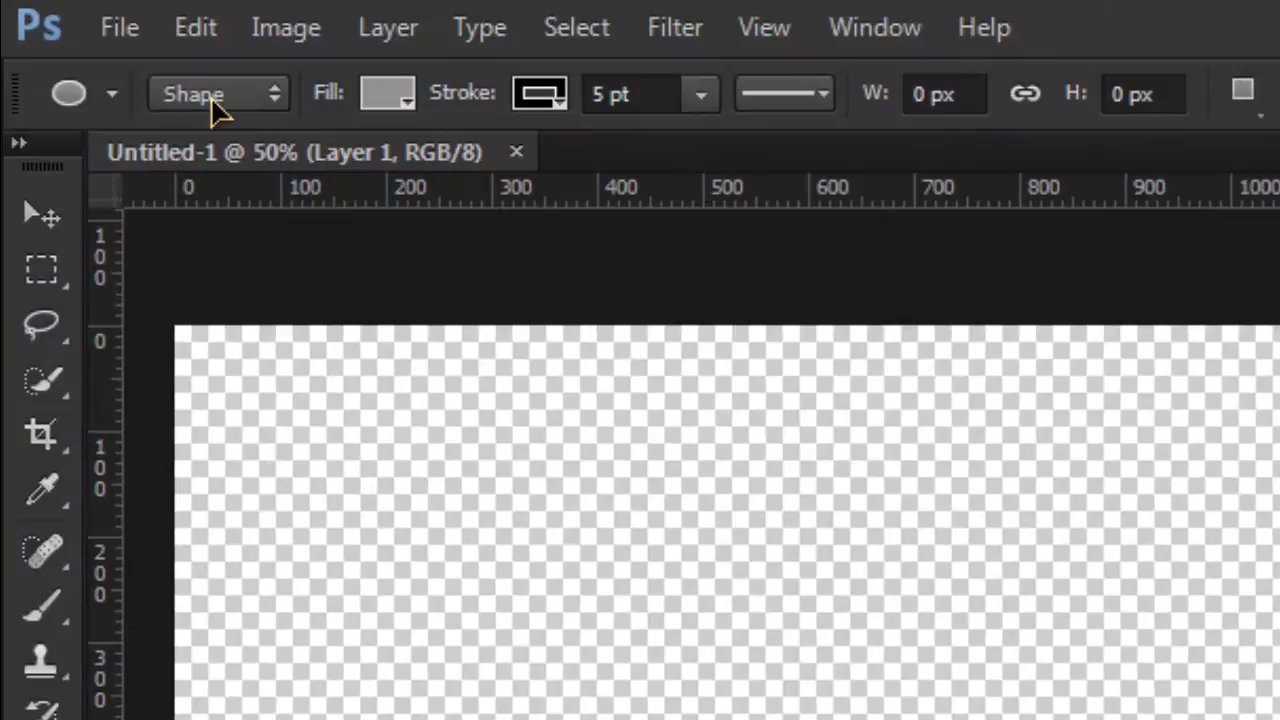 Ps File Edit Image Layer Type Select Filter View Window Help
Shape Fill: Stroke: 5 pt W: 0 px H: 0 px
Untitled-1 @ 50% (Layer 1, RGB/8) ×
0 100 200 300 400 500 600 700 800 900 1000
100
0
100
200
300